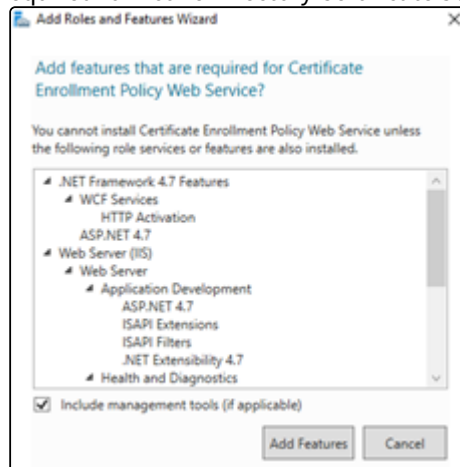 Add Roles and Features Wizard
Add features that are required for Certificate
Enrollment Policy Web Service?
You cannot install Certificate Enrollment Policy Web Service unless
the following role services or features are also installed.
.NET Framework 4.7 Features
WCF Services
HTTP Activation
ASP.NET 4.7
Web Server (IIS)
Web Server
Application Development
ASP.NET 4.7
ISAPI Extensions
ISAPI Filters
.NET Extensibility 4.7
Health and Diagnostics
Include management tools (if applicable)
Add Features Cancel